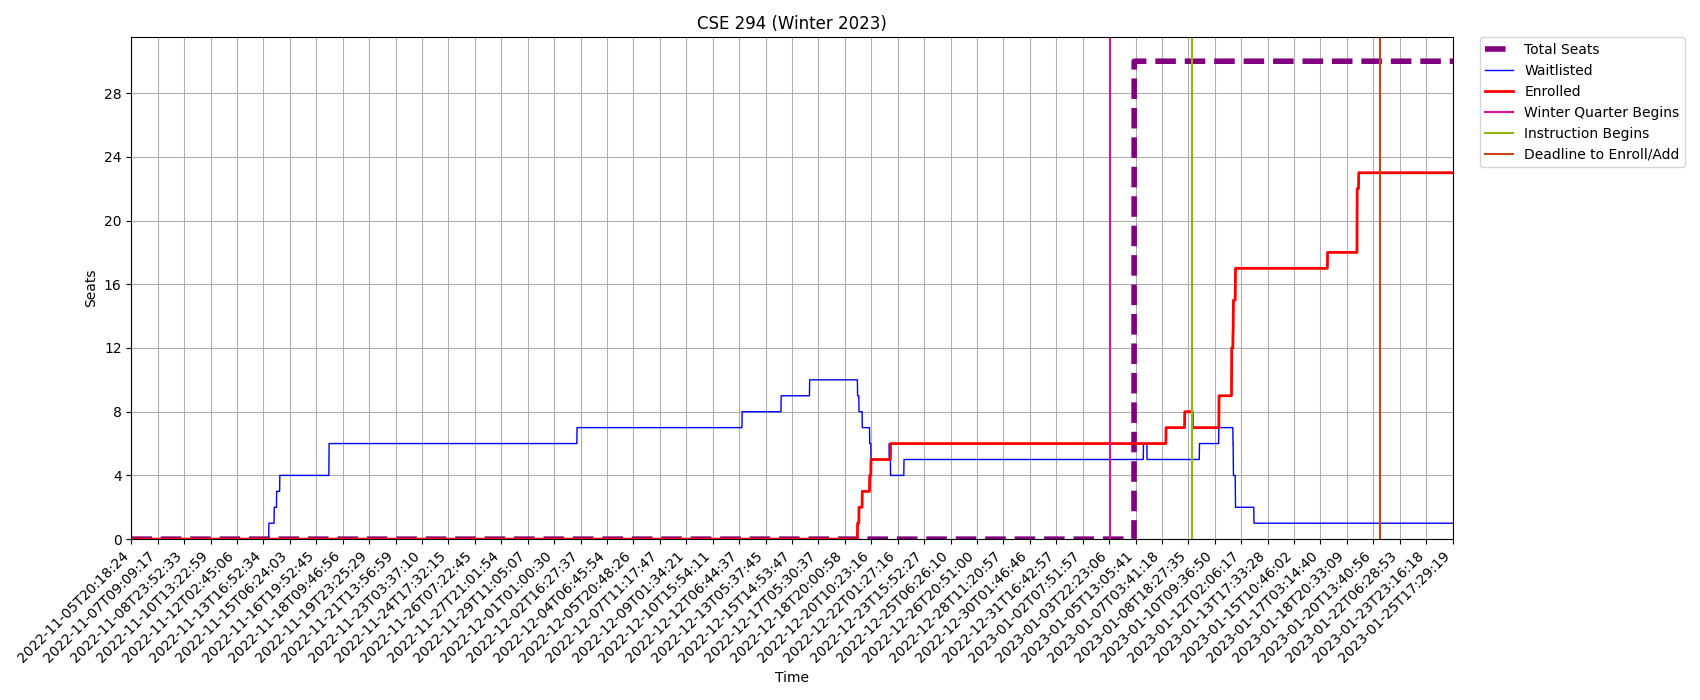 CSE 294 (Winter 2023)
Total Seats
Waitlisted
Enrolled
Winter Quarter Begins
Instruction Begins
Deadline to Enroll/Add
Seats
28
24
20
16
12
8
4
0
2022-11-05T20:18:24
2022-11-07T09:09:17
2022-11-08T23:52:33
2022-11-10T13:22:59
2022-11-12T02:45:06
2022-11-13T16:52:34
2022-11-15T06:24:03
2022-11-16T19:52:45
2022-11-18T09:46:56
2022-11-19T23:25:29
2022-11-21T13:56:59
2022-11-23T03:37:10
2022-11-24T17:32:15
2022-11-26T07:22:45
2022-11-27T21:01:54
2022-11-29T11:05:07
2022-12-01T01:00:30
2022-12-02T16:27:37
2022-12-04T06:45:54
2022-12-05T20:48:26
2022-12-07T11:17:47
2022-12-09T01:34:21
2022-12-10T15:54:11
2022-12-12T06:44:37
2022-12-13T05:37:45
2022-12-15T14:53:47
2022-12-17T05:30:37
2022-12-18T20:00:58
2022-12-20T10:23:16
2022-12-22T01:27:16
2022-12-23T15:52:27
2022-12-25T06:26:10
2022-12-26T20:51:00
2022-12-28T11:20:57
2022-12-30T01:46:46
2022-12-31T16:42:57
2023-01-02T07:51:57
2023-01-03T22:23:06
2023-01-05T13:05:41
2023-01-07T03:41:18
2023-01-08T18:27:35
2023-01-10T09:36:50
2023-01-12T02:06:17
2023-01-13T17:33:28
2023-01-15T10:46:02
2023-01-17T03:14:40
2023-01-18T20:33:09
2023-01-20T13:40:56
2023-01-22T06:28:53
2023-01-23T23:16:18
2023-01-25T17:29:19
Time